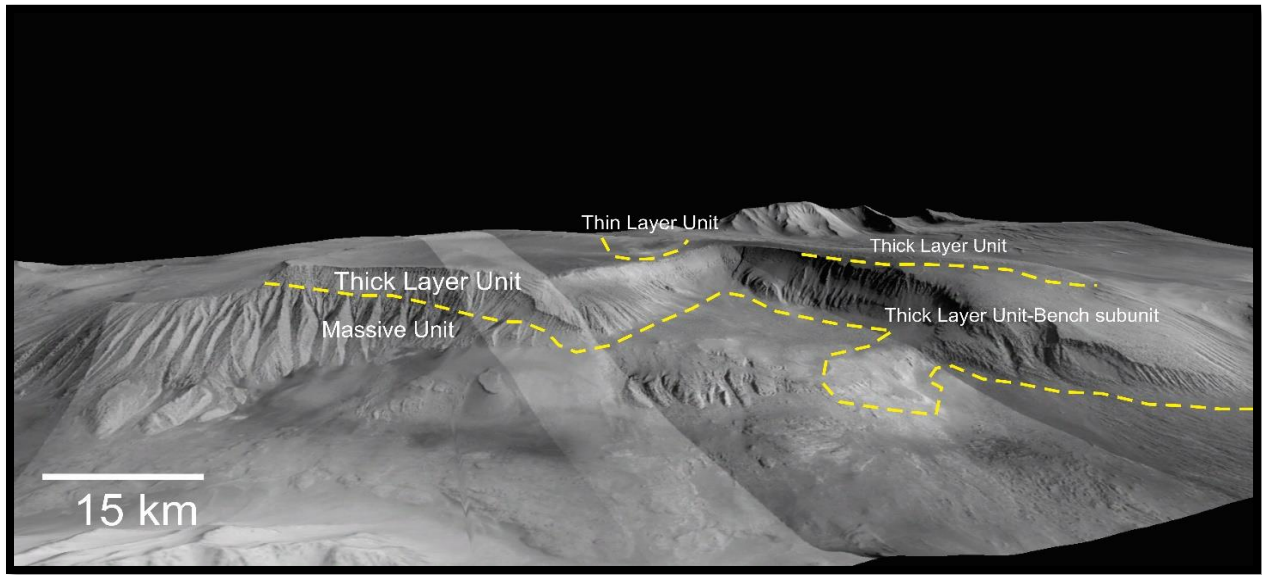 Thin Layer Unit
Thick Layer Unit
Thick Layer Unit
Thick Layer Unit-Bench subunit
Massive Unit
15 km